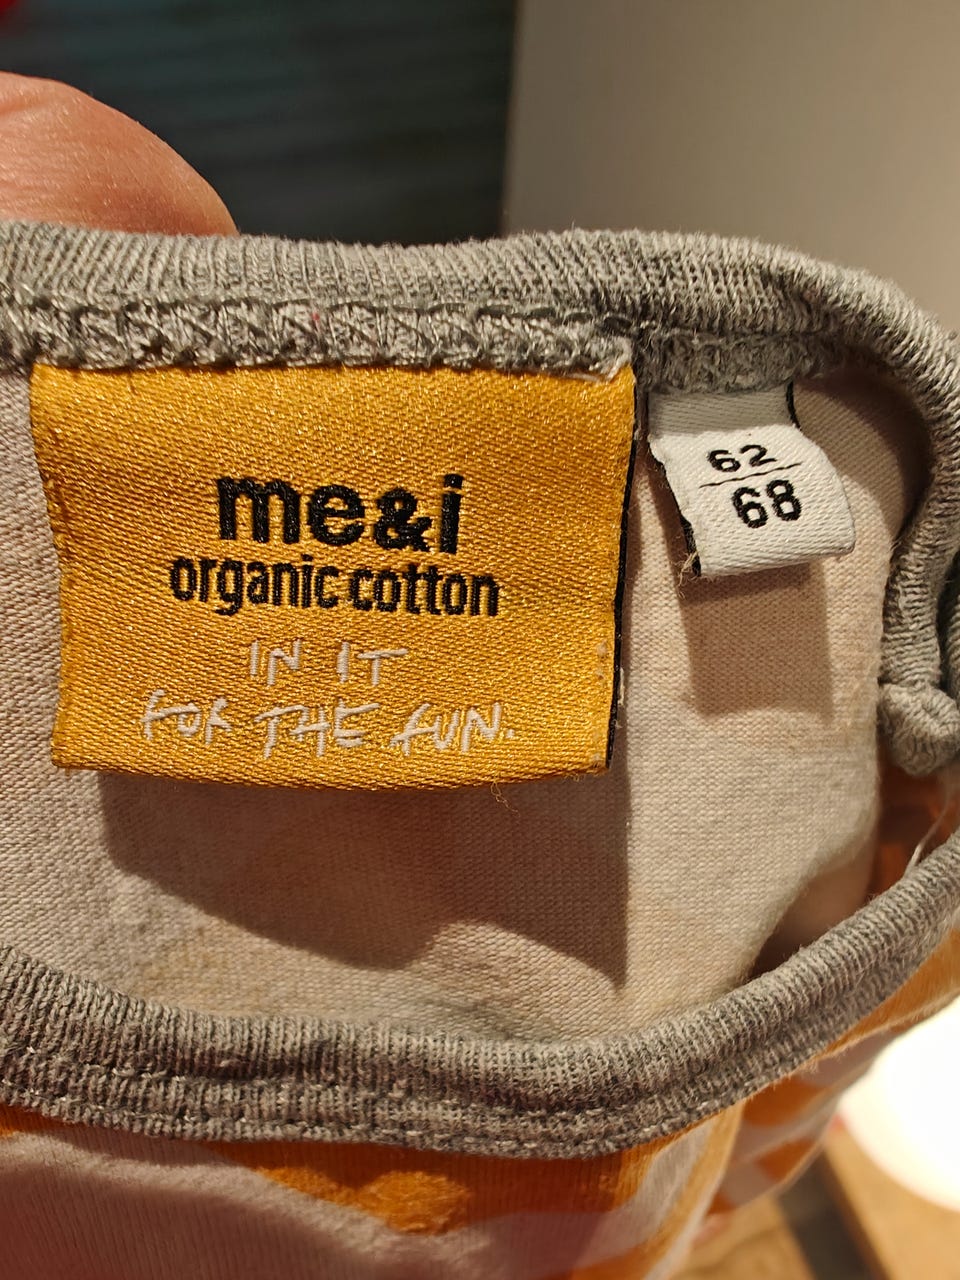 me&i
organic cotton
IN IT
FOR THE FUN.
62
68